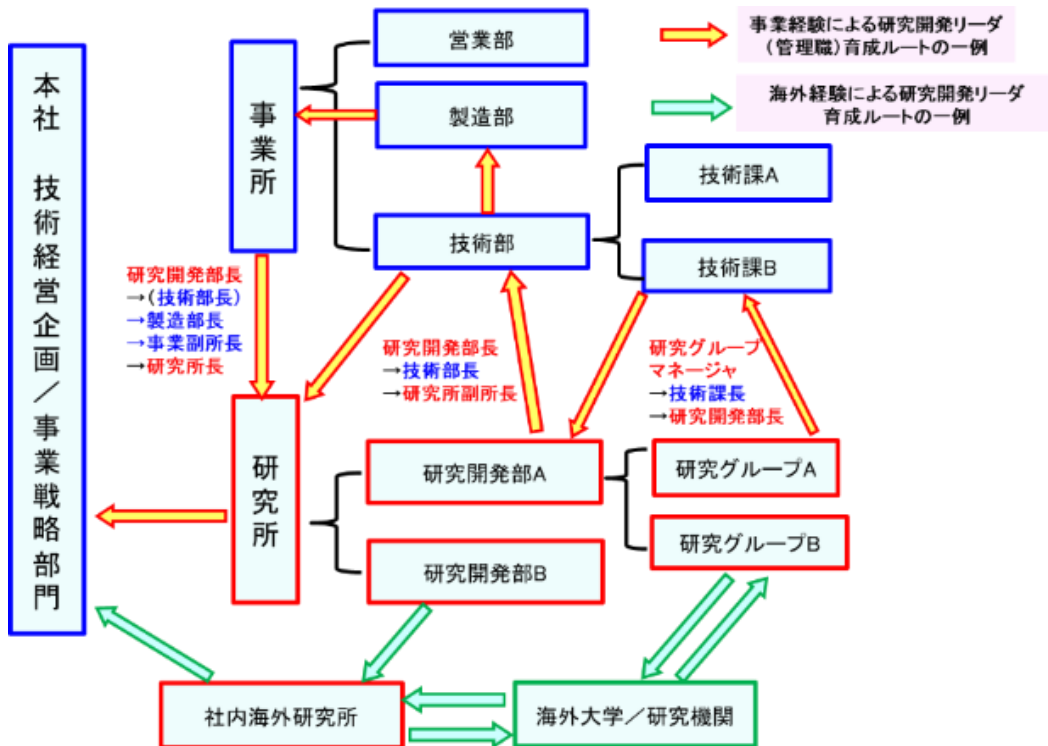 本社 技術経営企画／事業戦略部門
事業所
営業部
製造部
技術部
技術課A
技術課B
事業経験による研究開発リーダ
（管理職）育成ルートの一例
海外経験による研究開発リーダ
育成ルートの一例
研究開発部長
→（技術部長）
→製造部長
→事業副所長
→研究所長
研究開発部長
→技術部長
→研究所副所長
研究グループ
マネージャ
→技術課長
→研究開発部長
研究所
研究開発部A
研究開発部B
研究グループA
研究グループB
社内海外研究所
海外大学／研究機関